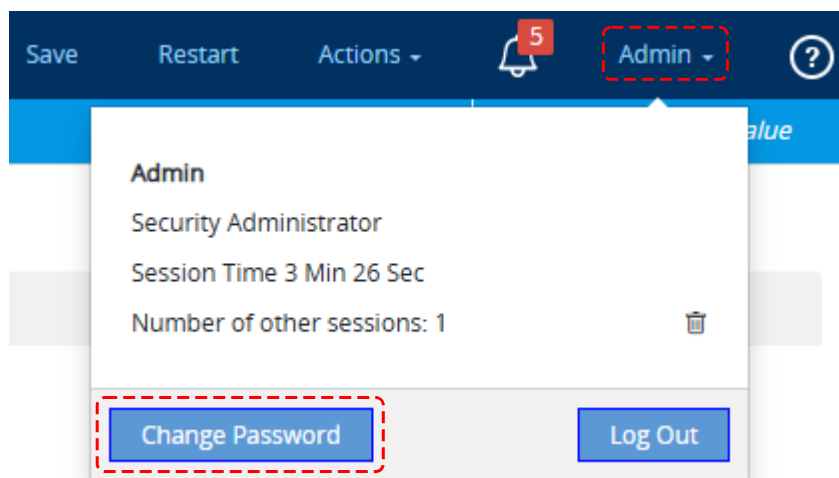 Save Restart Actions 5 Admin ?
alue
Admin
Security Administrator
Session Time 3 Min 26 Sec
Number of other sessions: 1
Change Password Log Out